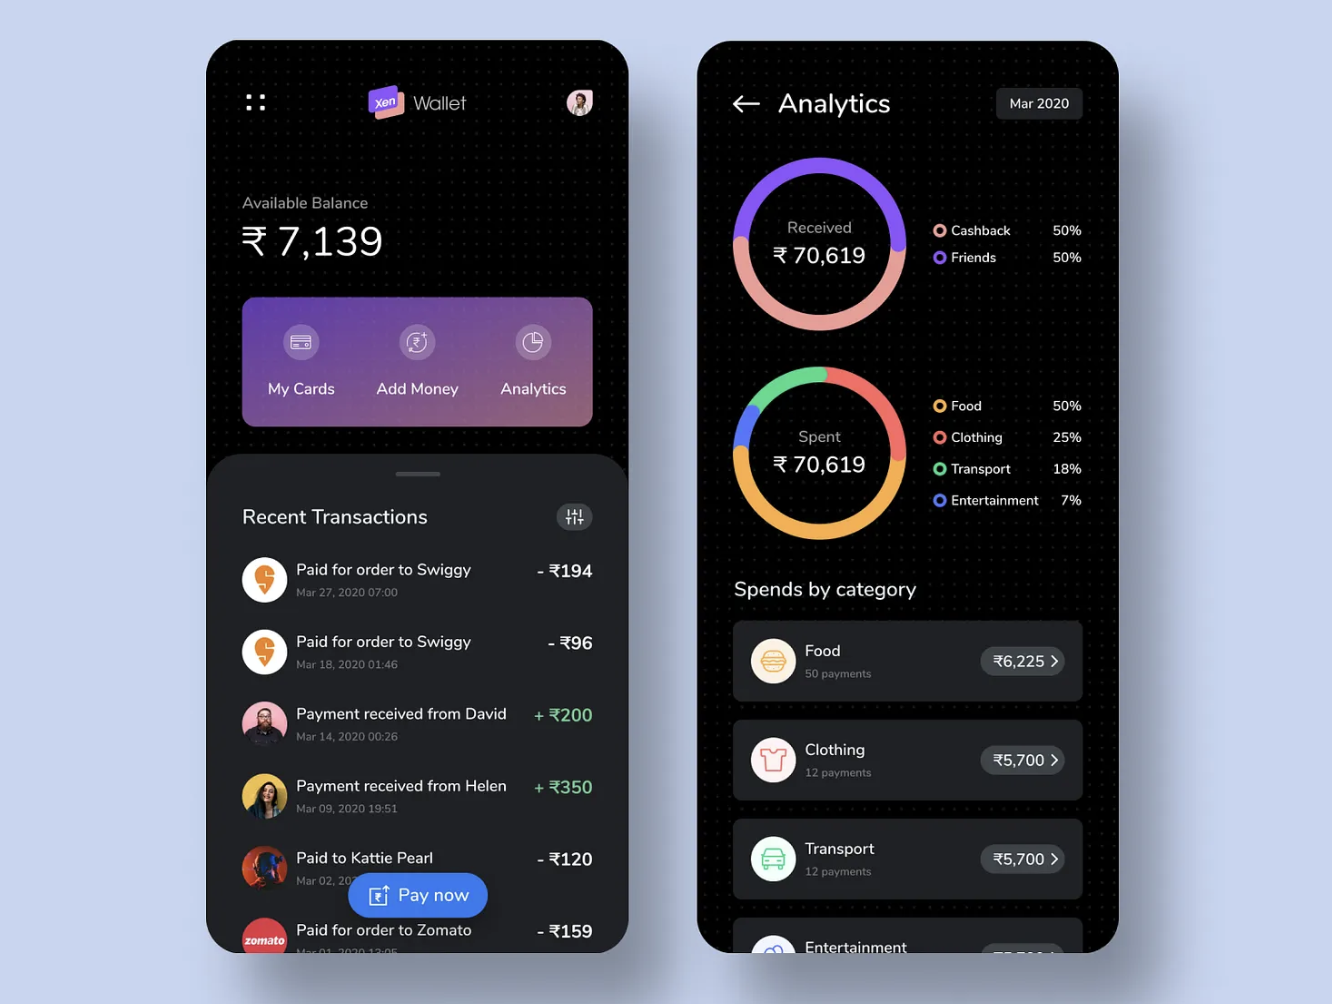 Xen Wallet
Available Balance
₹ 7,139
My Cards
Add Money
Analytics
Recent Transactions
Paid for order to Swiggy
- ₹194
Mar 27, 2020 07:00
Paid for order to Swiggy
- ₹96
Mar 18, 2020 01:46
Payment received from David
+ ₹200
Mar 14, 2020 00:26
Payment received from Helen
+ ₹350
Mar 09, 2020 19:51
Paid to Kattie Pearl
- ₹120
Mar 02, 202
₹ Pay now
zomato
Paid for order to Zomato
- ₹159
Mar 01, 2020
Analytics
Mar 2020
Received
₹ 70,619
Cashback 50%
Friends 50%
Spent
₹ 70,619
Food 50%
Clothing 25%
Transport 18%
Entertainment 7%
Spends by category
Food
50 payments
₹6,225
Clothing
12 payments
₹5,700
Transport
12 payments
₹5,700
Entertainment